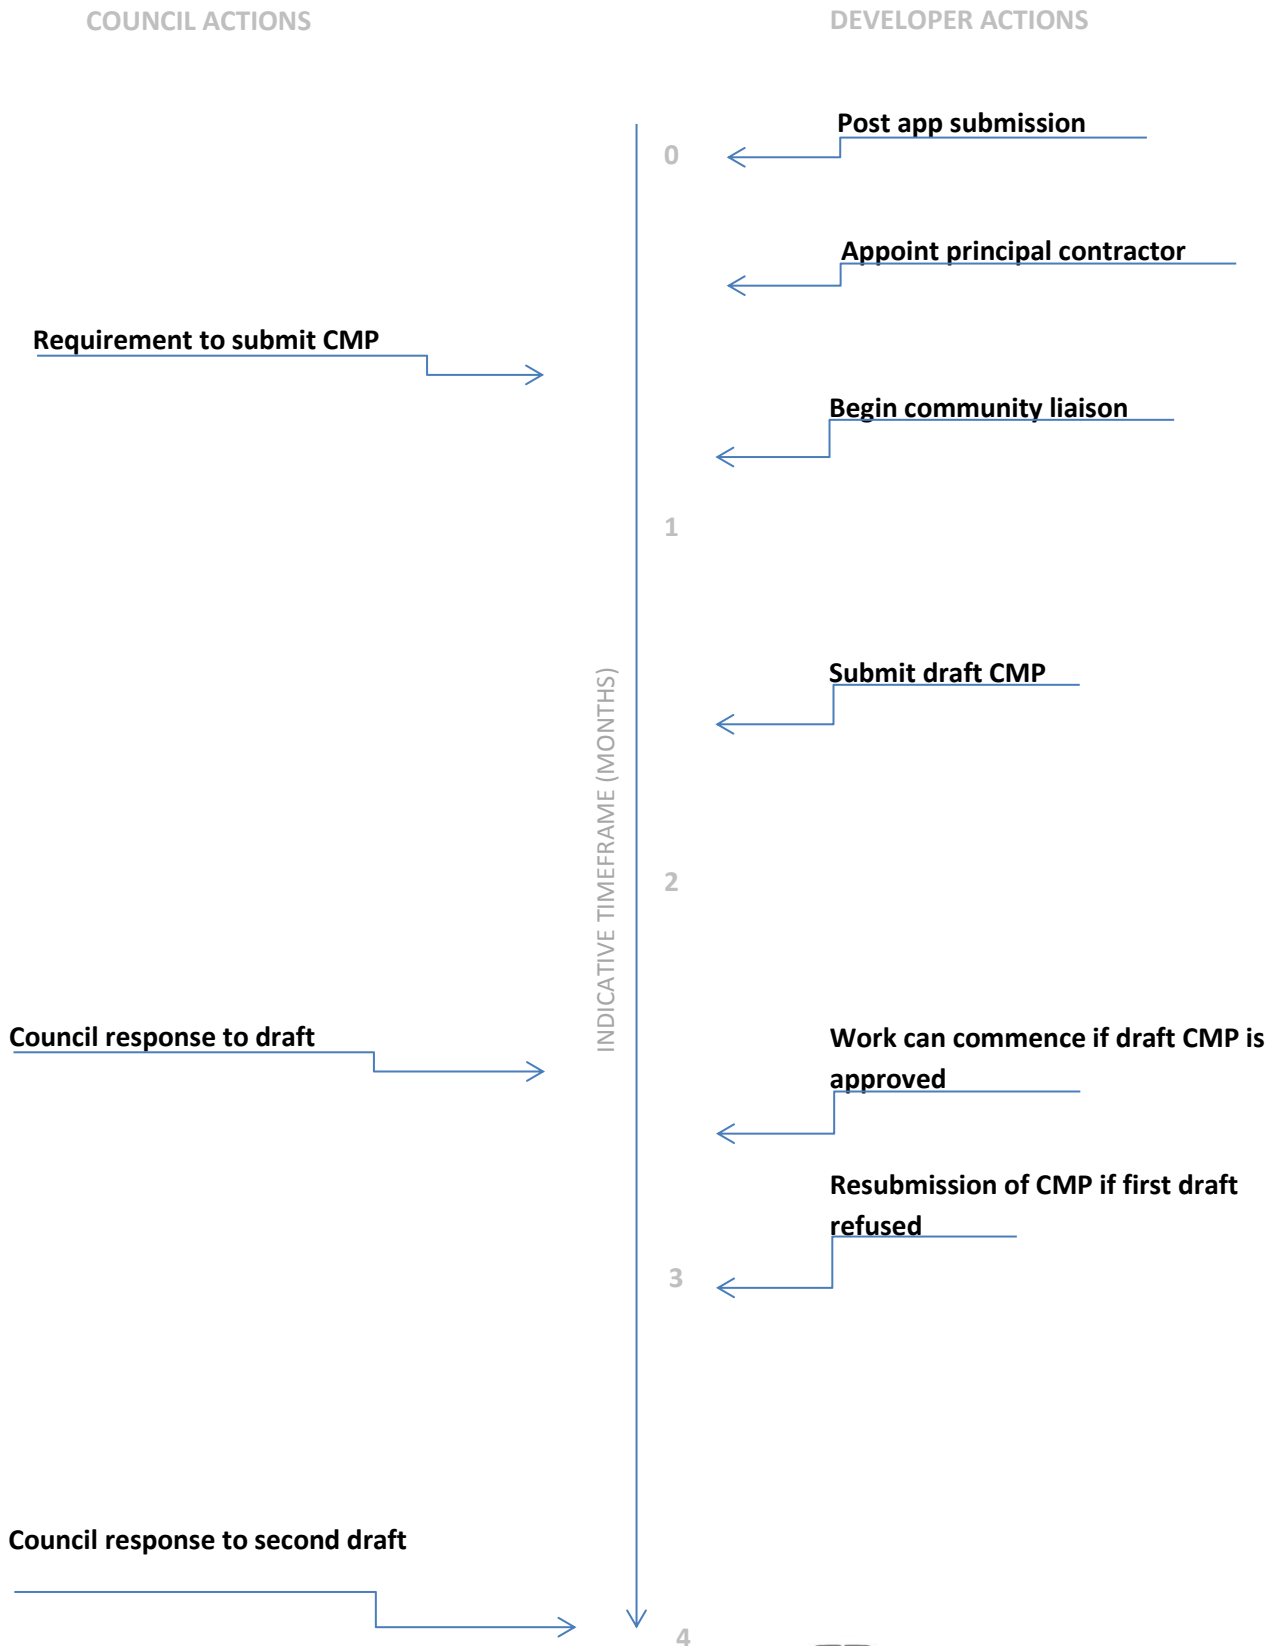 COUNCIL ACTIONS
DEVELOPER ACTIONS
Post app submission
0
Appoint principal contractor
Requirement to submit CMP
Begin community liaison
1
Submit draft CMP
INDICATIVE TIMEFRAME (MONTHS)
2
Council response to draft
Work can commence if draft CMP is
approved
Resubmission of CMP if first draft
refused
3
Council response to second draft
4